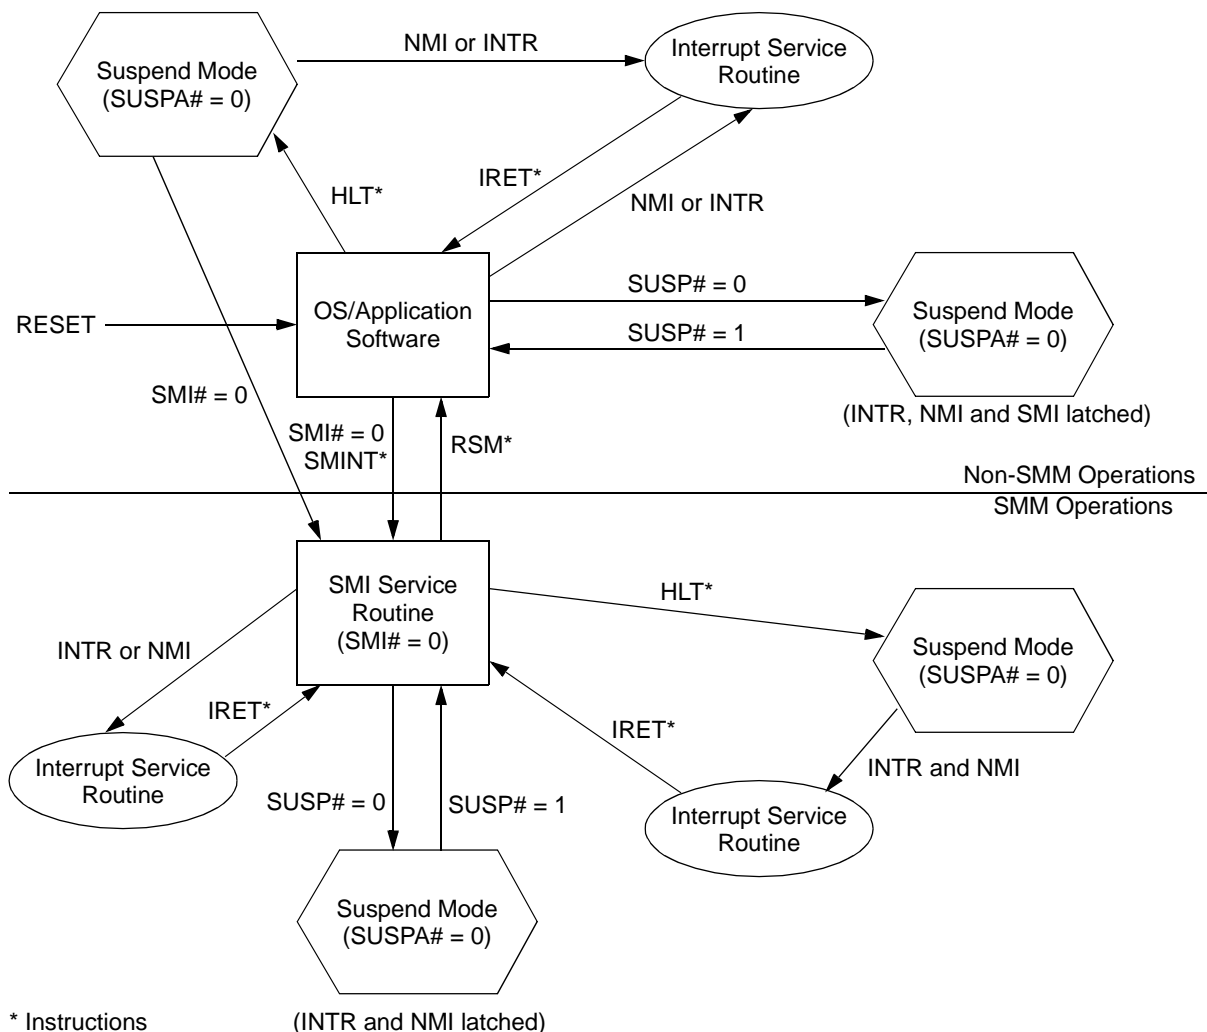 NMI or INTR
Interrupt Service
Routine
Suspend Mode
(SUSPA# = 0)
HLT*
IRET*
NMI or INTR
SUSP# = 0
RESET
OS/Application
Software
SUSP# = 1
Suspend Mode
(SUSPA# = 0)
SMI# = 0
(INTR, NMI and SMI latched)
SMI# = 0
SMINT*
RSM*
Non-SMM Operations
SMM Operations
SMI Service
Routine
(SMI# = 0)
HLT*
INTR or NMI
Suspend Mode
(SUSPA# = 0)
IRET*
IRET*
Interrupt Service
Routine
INTR and NMI
SUSP# = 0
SUSP# = 1
Interrupt Service
Routine
Suspend Mode
(SUSPA# = 0)
* Instructions
(INTR and NMI latched)